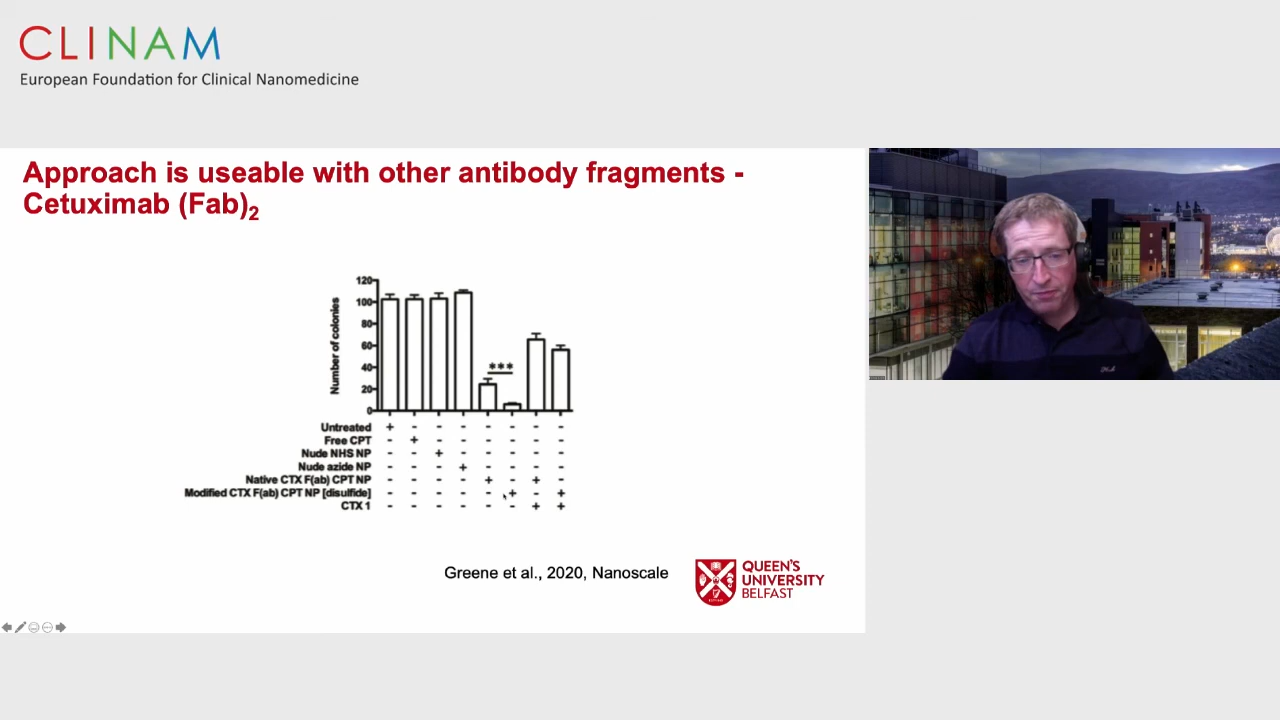 CLINAM
European Foundation for Clinical Nanomedicine
Approach is useable with other antibody fragments -
Cetuximab (Fab)2
Number of colonies
120
100
80
60
40
20
0
***
Untreated + - - - - - - -
Free CPT - + - - - - - -
Nude NHS NP - - + - - - - -
Nude azide NP - - - + - - - -
Native CTX F(ab) CPT NP - - - - + - + -
Modified CTX F(ab) CPT NP [disulfide] - - - - - + - +
CTX 1 - - - - - - + +
Greene et al., 2020, Nanoscale
QUEEN'S
UNIVERSITY
BELFAST